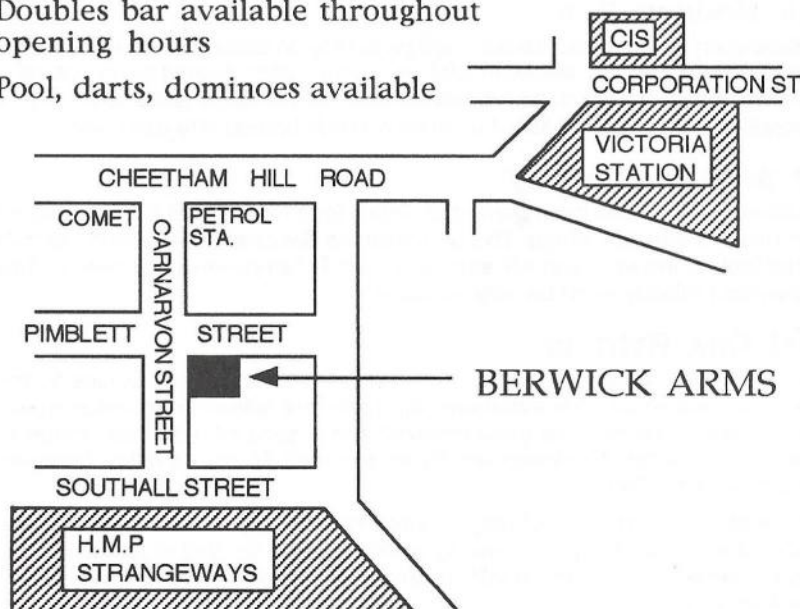 Doubles bar available throughout
opening hours
Pool, darts, dominoes available
CIS
CORPORATION ST
VICTORIA
STATION
CHEETHAM HILL ROAD
COMET
PETROL
STA.
CARNARVON STREET
PIMBLETT STREET
BERWICK ARMS
SOUTHALL STREET
H.M.P
STRANGEWAYS